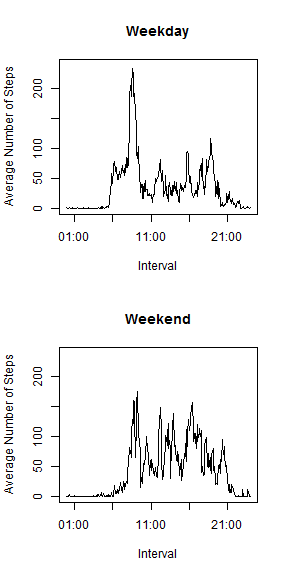 Weekday
Average Number of Steps
0 50 100 200
01:00 11:00 21:00
Interval
Weekend
Average Number of Steps
0 50 100 200
01:00 11:00 21:00
Interval